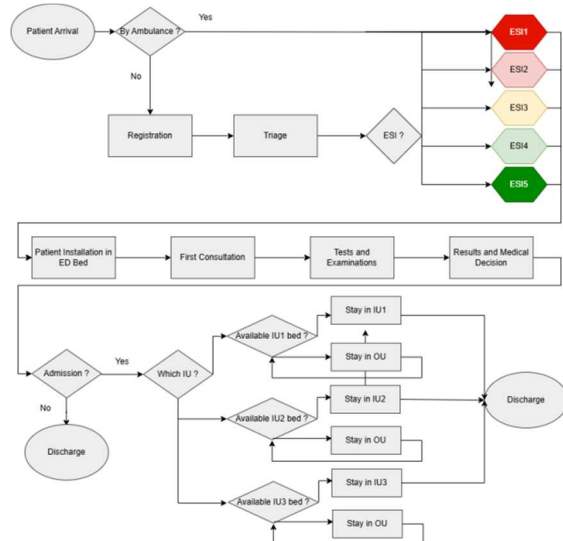 Patient Arrival
By Ambulance ?
Yes
No
ESI1
ESI2
ESI3
ESI4
ESI5
Registration
Triage
ESI ?
Patient Installation in
ED Bed
First Consultation
Tests and
Examinations
Results and Medical
Decision
Admission ?
Yes
No
Which IU ?
Discharge
Available IU1 bed ?
Stay in IU1
Stay in OU
Available IU2 bed ?
Stay in IU2
Stay in OU
Available IU3 bed ?
Stay in IU3
Stay in OU
Discharge